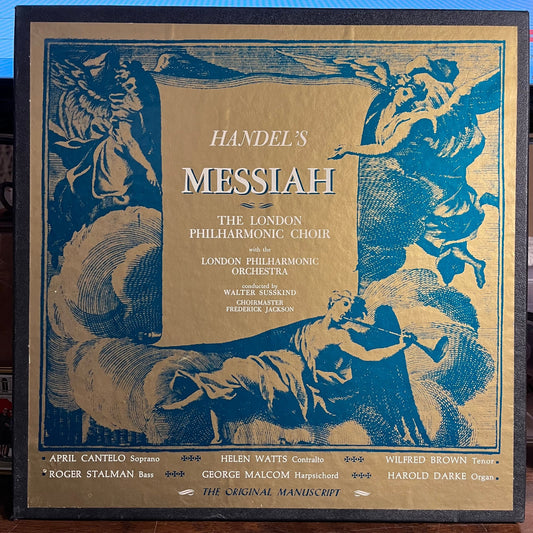 HANDEL'S
MESSIAH
THE LONDON
PHILHARMONIC CHOIR
with the
LONDON PHILHARMONIC
ORCHESTRA
conducted by
WALTER SUSSKIND
CHOIRMASTER
FREDERICK JACKSON
APRIL CANTELO Soprano HELEN WATTS Contralto WILFRED BROWN Tenor
ROGER STALMAN Bass GEORGE MALCOM Harpsichord HAROLD DARKE Organ
THE ORIGINAL MANUSCRIPT